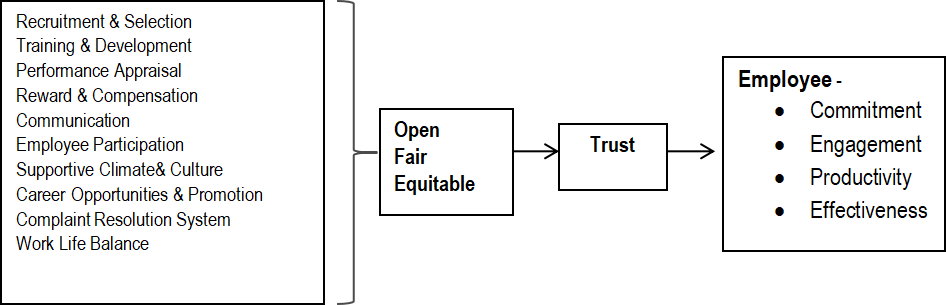 Recruitment & Selection
Training & Development
Performance Appraisal
Reward & Compensation
Communication
Employee Participation
Supportive Climate& Culture
Career Opportunities & Promotion
Complaint Resolution System
Work Life Balance
Open
Fair
Equitable
Trust
Employee -
• Commitment
• Engagement
• Productivity
• Effectiveness